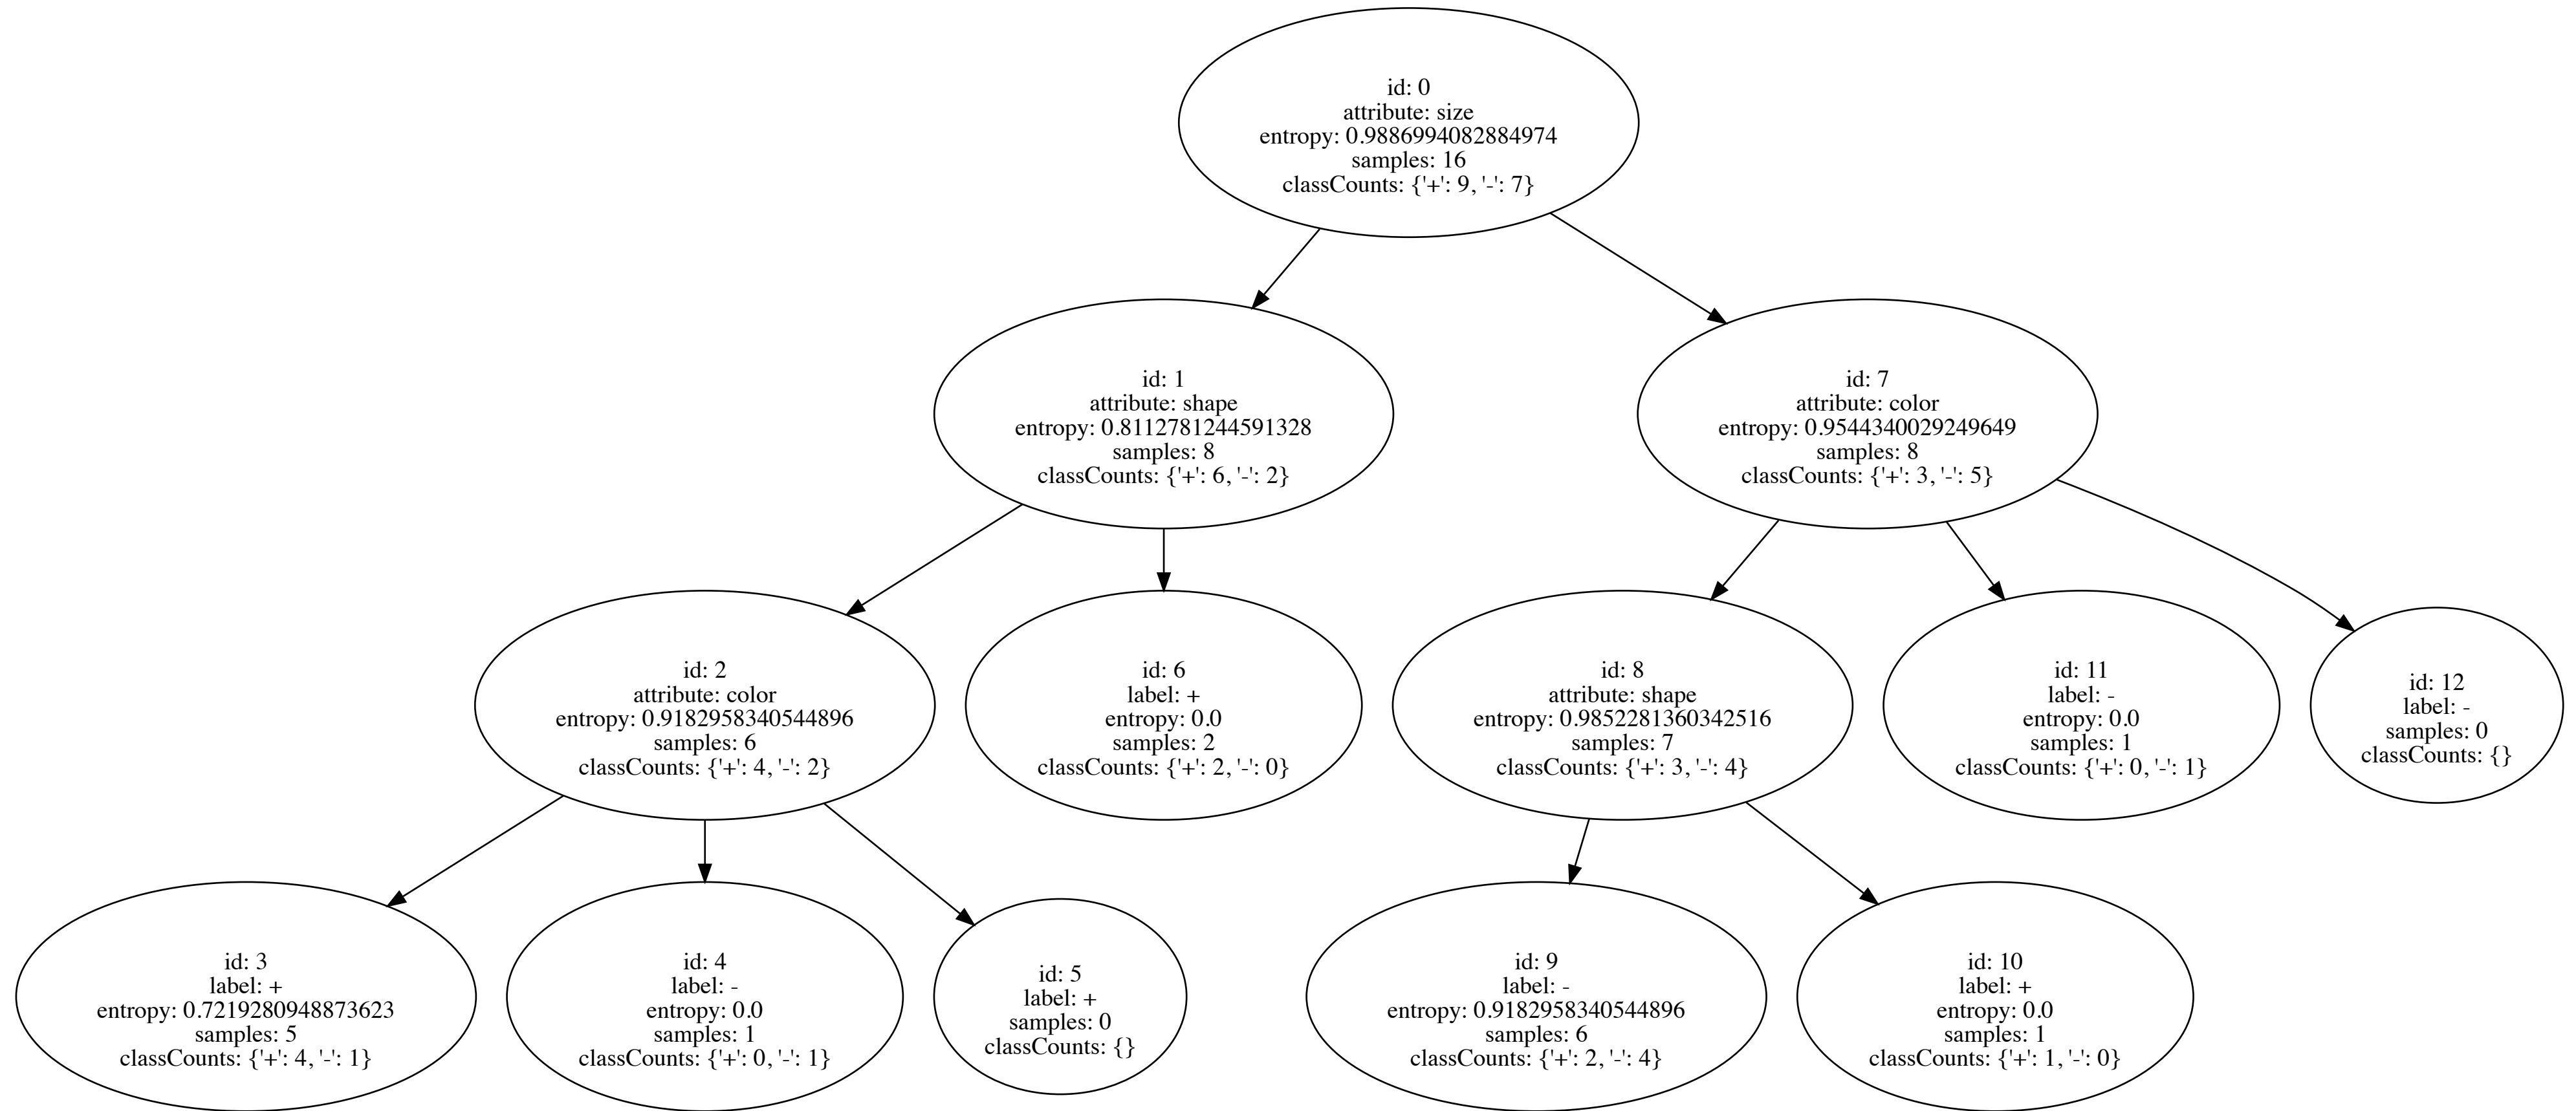 id: 0
attribute: size
entropy: 0.9886994082884974
samples: 16
classCounts: {'+': 9, '-': 7}
id: 1
attribute: shape
entropy: 0.8112781244591328
samples: 8
classCounts: {'+': 6, '-': 2}
id: 7
attribute: color
entropy: 0.9544340029249649
samples: 8
classCounts: {'+': 3, '-': 5}
id: 2
attribute: color
entropy: 0.9182958340544896
samples: 6
classCounts: {'+': 4, '-': 2}
id: 6
label: +
entropy: 0.0
samples: 2
classCounts: {'+': 2, '-': 0}
id: 8
attribute: shape
entropy: 0.9852281360342516
samples: 7
classCounts: {'+': 3, '-': 4}
id: 11
label: -
entropy: 0.0
samples: 1
classCounts: {'+': 0, '-': 1}
id: 12
label: -
samples: 0
classCounts: {}
id: 3
label: +
entropy: 0.7219280948873623
samples: 5
classCounts: {'+': 4, '-': 1}
id: 4
label: -
entropy: 0.0
samples: 1
classCounts: {'+': 0, '-': 1}
id: 5
label: +
samples: 0
classCounts: {}
id: 9
label: -
entropy: 0.9182958340544896
samples: 6
classCounts: {'+': 2, '-': 4}
id: 10
label: +
entropy: 0.0
samples: 1
classCounts: {'+': 1, '-': 0}